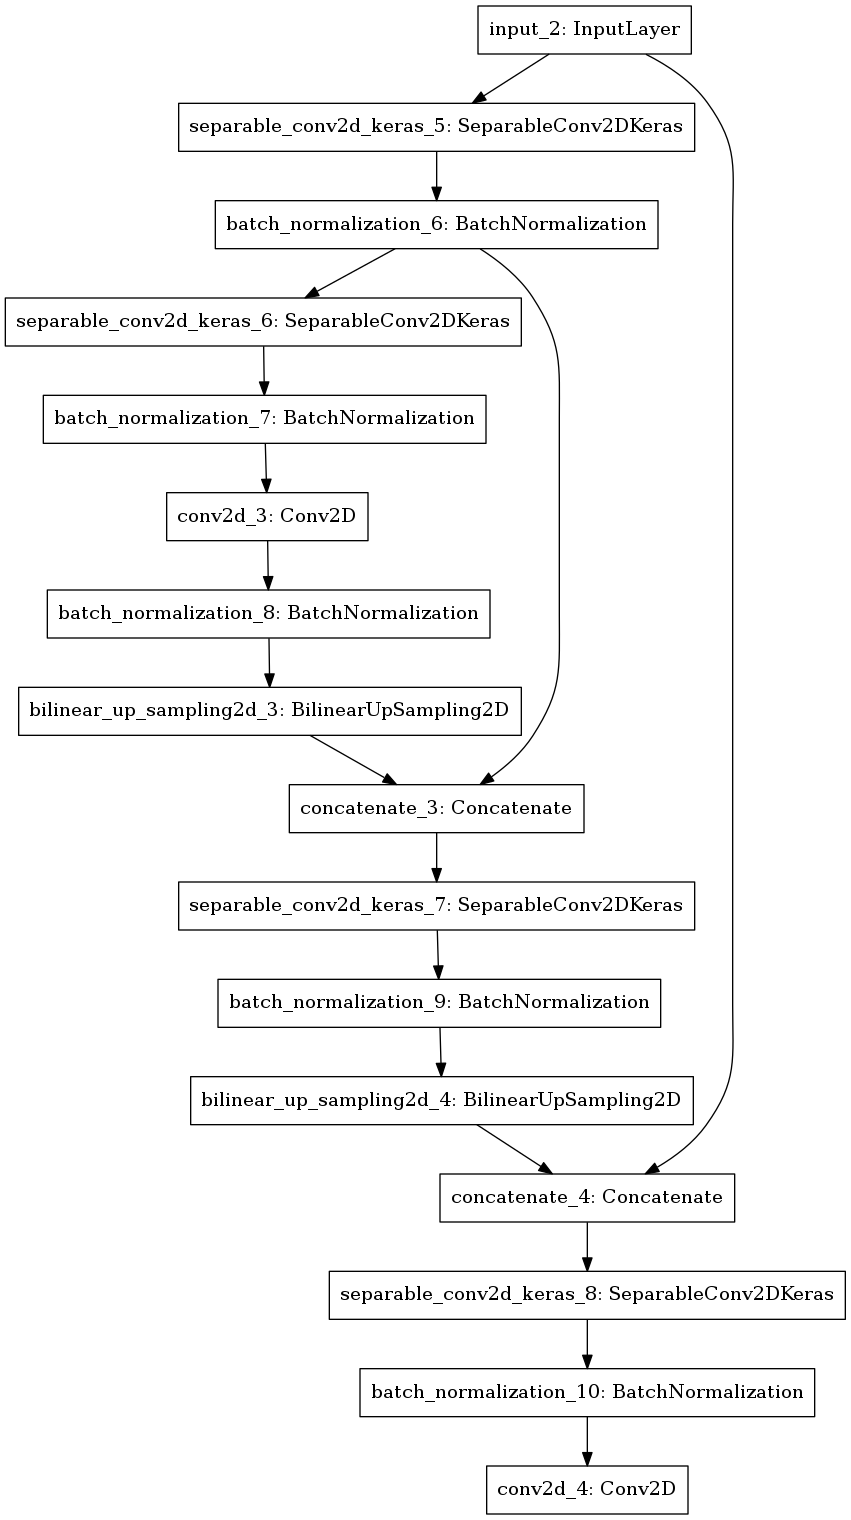 input_2: InputLayer
separable_conv2d_keras_5: SeparableConv2DKeras
batch_normalization_6: BatchNormalization
separable_conv2d_keras_6: SeparableConv2DKeras
batch_normalization_7: BatchNormalization
conv2d_3: Conv2D
batch_normalization_8: BatchNormalization
bilinear_up_sampling2d_3: BilinearUpSampling2D
concatenate_3: Concatenate
separable_conv2d_keras_7: SeparableConv2DKeras
batch_normalization_9: BatchNormalization
bilinear_up_sampling2d_4: BilinearUpSampling2D
concatenate_4: Concatenate
separable_conv2d_keras_8: SeparableConv2DKeras
batch_normalization_10: BatchNormalization
conv2d_4: Conv2D